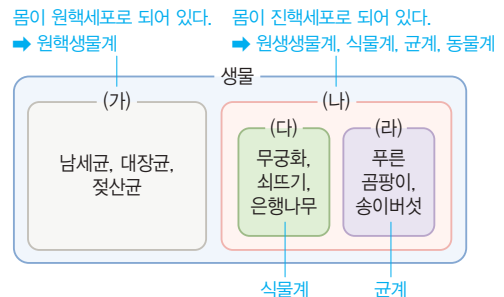 몸이 원핵세포로 되어 있다.
➡ 원핵생물계
몸이 진핵세포로 되어 있다.
➡ 원생생물계, 식물계, 균계, 동물계
생물
(가)
남세균, 대장균,
젖산균
(나)
(다)
무궁화,
쇠뜨기,
은행나무
(라)
푸른
곰팡이,
송이버섯
식물계
균계